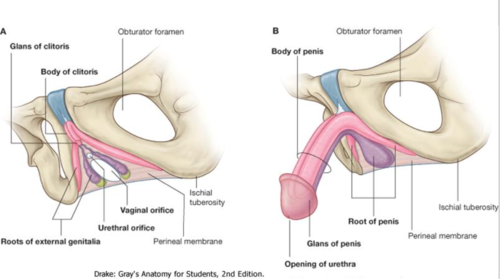 A
Obturator foramen
Glans of clitoris
Body of clitoris
Ischial
tuberosity
Vaginal orifice
Urethral orifice
Roots of external genitalia
Perineal membrane
B
Obturator foramen
Body of penis
Ischial tuberosity
Root of penis
Perineal membrane
Glans of penis
Opening of urethra
Drake: Gray's Anatomy for Students, 2nd Edition.